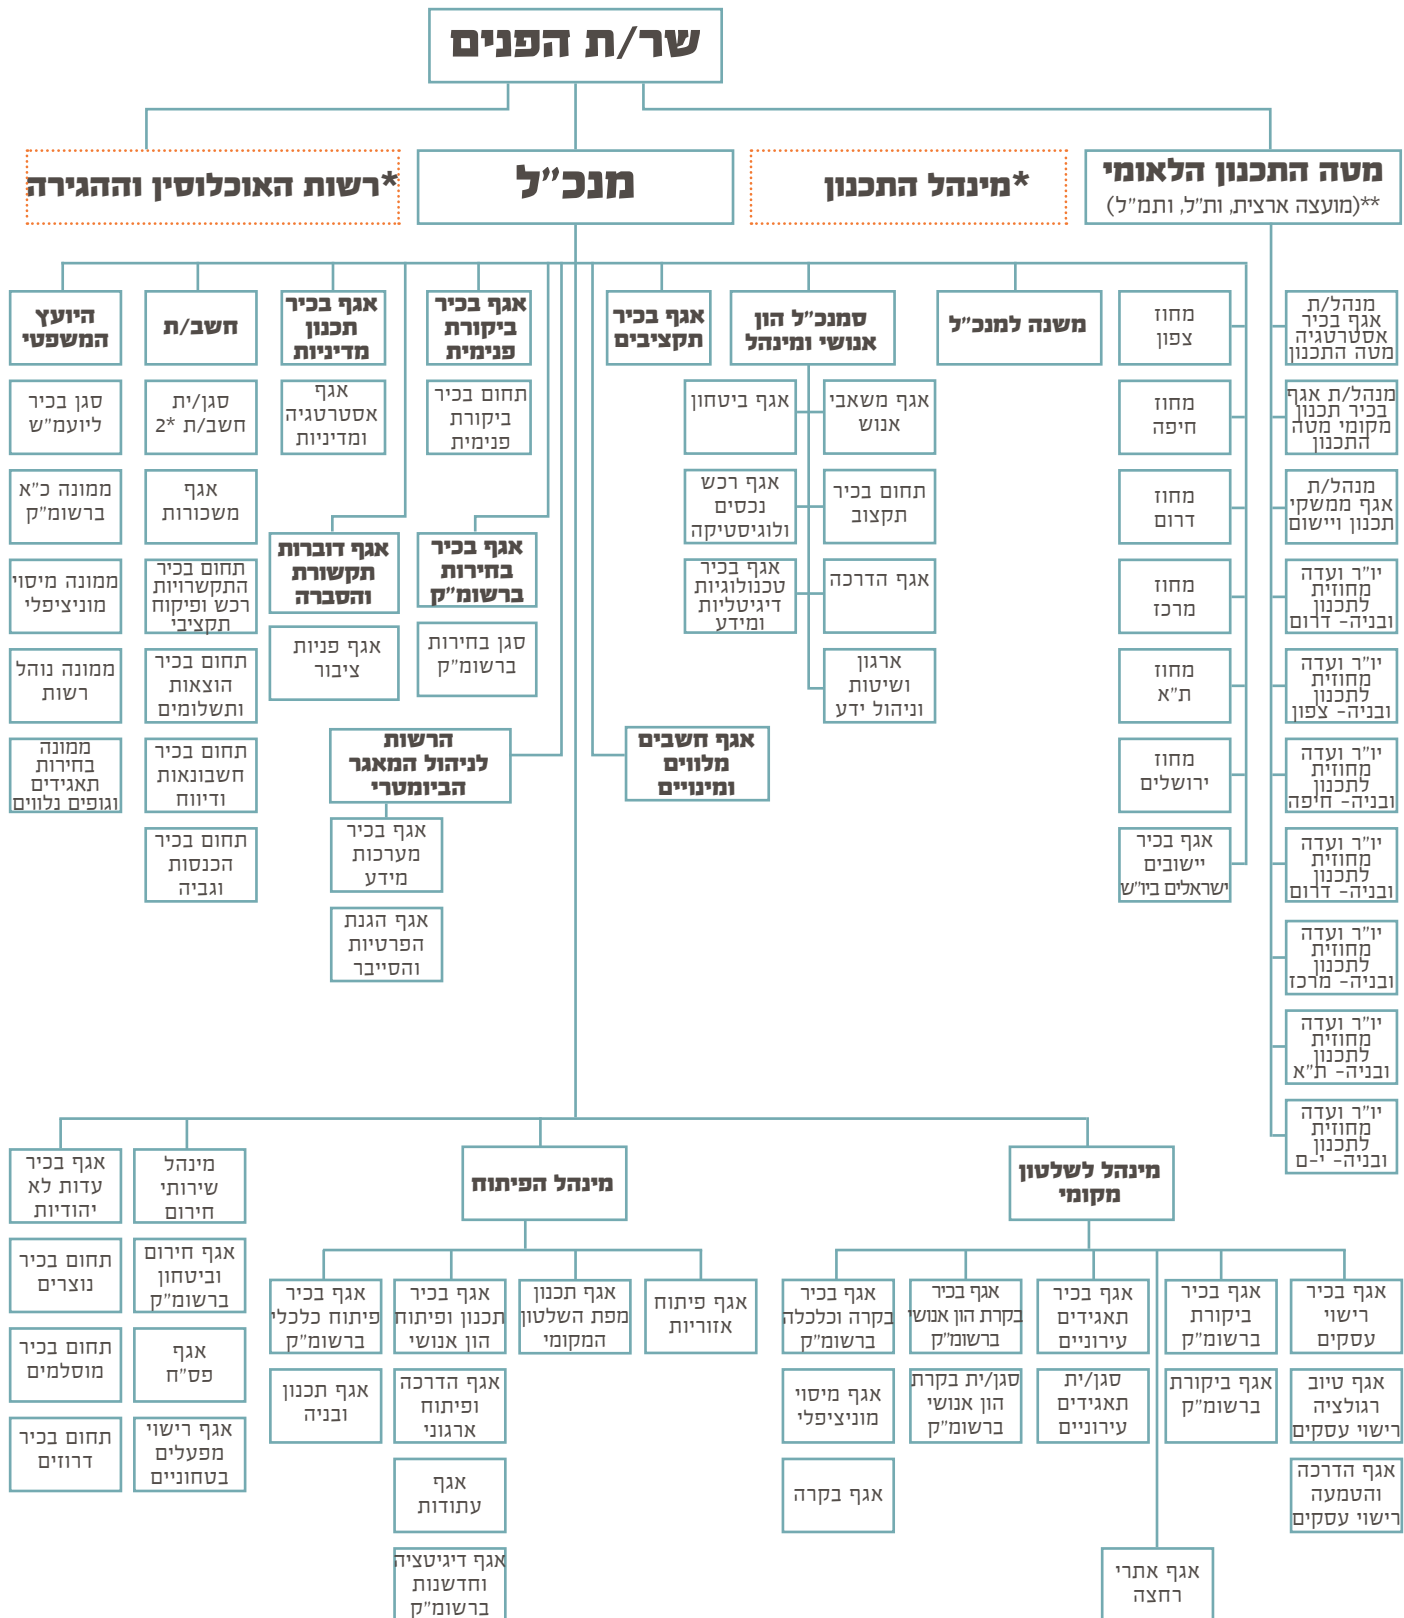 שר/ת הפנים
מטה התכנון הלאומי
**(מועצה ארצית, ות"ל, ותמ"ל)
*מינהל התכנון
מנכ"ל
*רשות האוכלוסין וההגירה
מנהל/ת
אגף בכיר
אסטרטגיה
מטה התכנון
מנהל/ת אגף
בכיר תכנון
מקומי מטה
התכנון
מנהל/ת
אגף ממשקי
תכנון ויישום
יו"ר ועדה
מחוזית
לתכנון
ובניה- דרום
יו"ר ועדה
מחוזית
לתכנון
ובניה- צפון
יו"ר ועדה
מחוזית
לתכנון
ובניה- חיפה
יו"ר ועדה
מחוזית
לתכנון
ובניה- דרום
יו"ר ועדה
מחוזית
לתכנון
ובניה- מרכז
יו"ר ועדה
מחוזית
לתכנון
ובניה- ת"א
יו"ר ועדה
מחוזית
לתכנון
ובניה- י-ם
מחוז
צפון
מחוז
חיפה
מחוז
דרום
מחוז
מרכז
מחוז
ת"א
מחוז
ירושלים
אגף בכיר
יישובים
ישראלים ביו"ש
משנה למנכ"ל
סמנכ"ל הון
אנושי ומינהל
אגף משאבי
אנוש
אגף ביטחון
תחום בכיר
תקצוב
אגף רכש
נכסים
ולוגיסטיקה
אגף הדרכה
אגף בכיר
טכנולוגיות
דיגיטליות
ומידע
ארגון
ושיטות
וניהול ידע
אגף בכיר
תקציבים
אגף חשבים
מלווים
ומינויים
אגף בכיר
ביקורת
פנימית
תחום בכיר
ביקורת
פנימית
אגף בכיר
בחירות
ברשומ"ק
סגן בחירות
ברשומ"ק
אגף בכיר
תכנון
מדיניות
אגף
אסטרטגיה
ומדיניות
אגף דוברות
תקשורת
והסברה
אגף פניות
ציבור
הרשות
לניהול המאגר
הביומטרי
אגף בכיר
מערכות
מידע
אגף הגנת
הפרטיות
והסייבר
חשב/ת
סגן/ית
חשב/ת *2
אגף
משכורות
תחום בכיר
התקשרויות
רכש ופיקוח
תקציבי
תחום בכיר
הוצאות
ותשלומים
תחום בכיר
חשבונאות
ודיווח
תחום בכיר
הכנסות
וגביה
היועץ
המשפטי
סגן בכיר
ליועמ"ש
ממונה כ"א
ברשומ"ק
ממונה מיסוי
מוניציפלי
ממונה נוהל
רשות
ממונה
בחירות
תאגידים
וגופים נלווים
מינהל לשלטון
מקומי
אגף בכיר
רישוי
עסקים
אגף טיוב
רגולציה
רישוי עסקים
אגף הדרכה
והטמעה
רישוי עסקים
אגף בכיר
ביקורת
ברשומ"ק
אגף ביקורת
ברשומ"ק
אגף אתרי
רחצה
אגף בכיר
תאגידים
עירוניים
סגן/ית
תאגידים
עירוניים
אגף בכיר
בקרת הון אנושי
ברשומ"ק
סגן/ית בקרת
הון אנושי
ברשומ"ק
אגף בכיר
בקרה וכלכלה
ברשומ"ק
אגף מיסוי
מוניציפלי
אגף בקרה
מינהל הפיתוח
אגף פיתוח
אזוריות
אגף תכנון
מפת השלטון
המקומי
אגף בכיר
תכנון ופיתוח
הון אנושי
אגף הדרכה
ופיתוח
ארגוני
אגף
עתודות
אגף דיגיטציה
וחדשנות
ברשומ"ק
אגף בכיר
פיתוח כלכלי
ברשומ"ק
אגף תכנון
ובניה
מינהל
שירותי
חירום
אגף חירום
וביטחון
ברשומ"ק
אגף
פס"ח
אגף רישוי
מפעלים
בטחוניים
אגף בכיר
עדות לא
יהודיות
תחום בכיר
נוצרים
תחום בכיר
מוסלמים
תחום בכיר
דרוזים